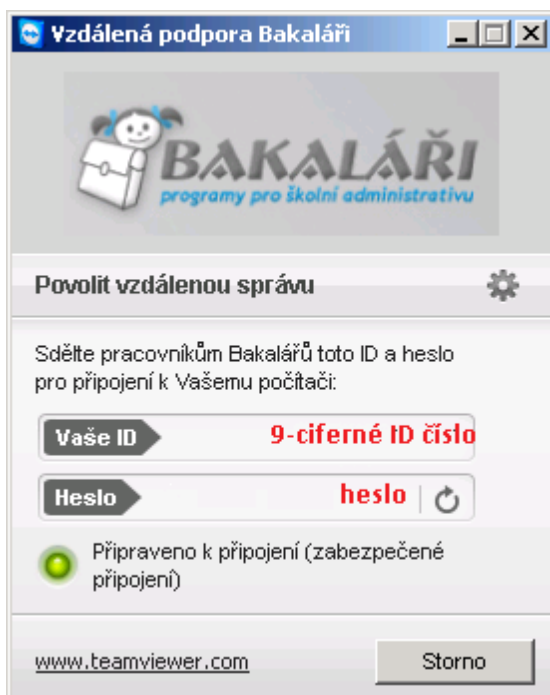 Vzdálená podpora Bakaláři
BAKALÁŘI
programy pro školní administrativu
Povolit vzdálenou správu
Sdělte pracovníkům Bakalářů toto ID a heslo
pro připojení k Vašemu počítači:
Vaše ID 9-ciferné ID číslo
Heslo heslo
Připraveno k připojení (zabezpečené
připojení)
www.teamviewer.com Storno